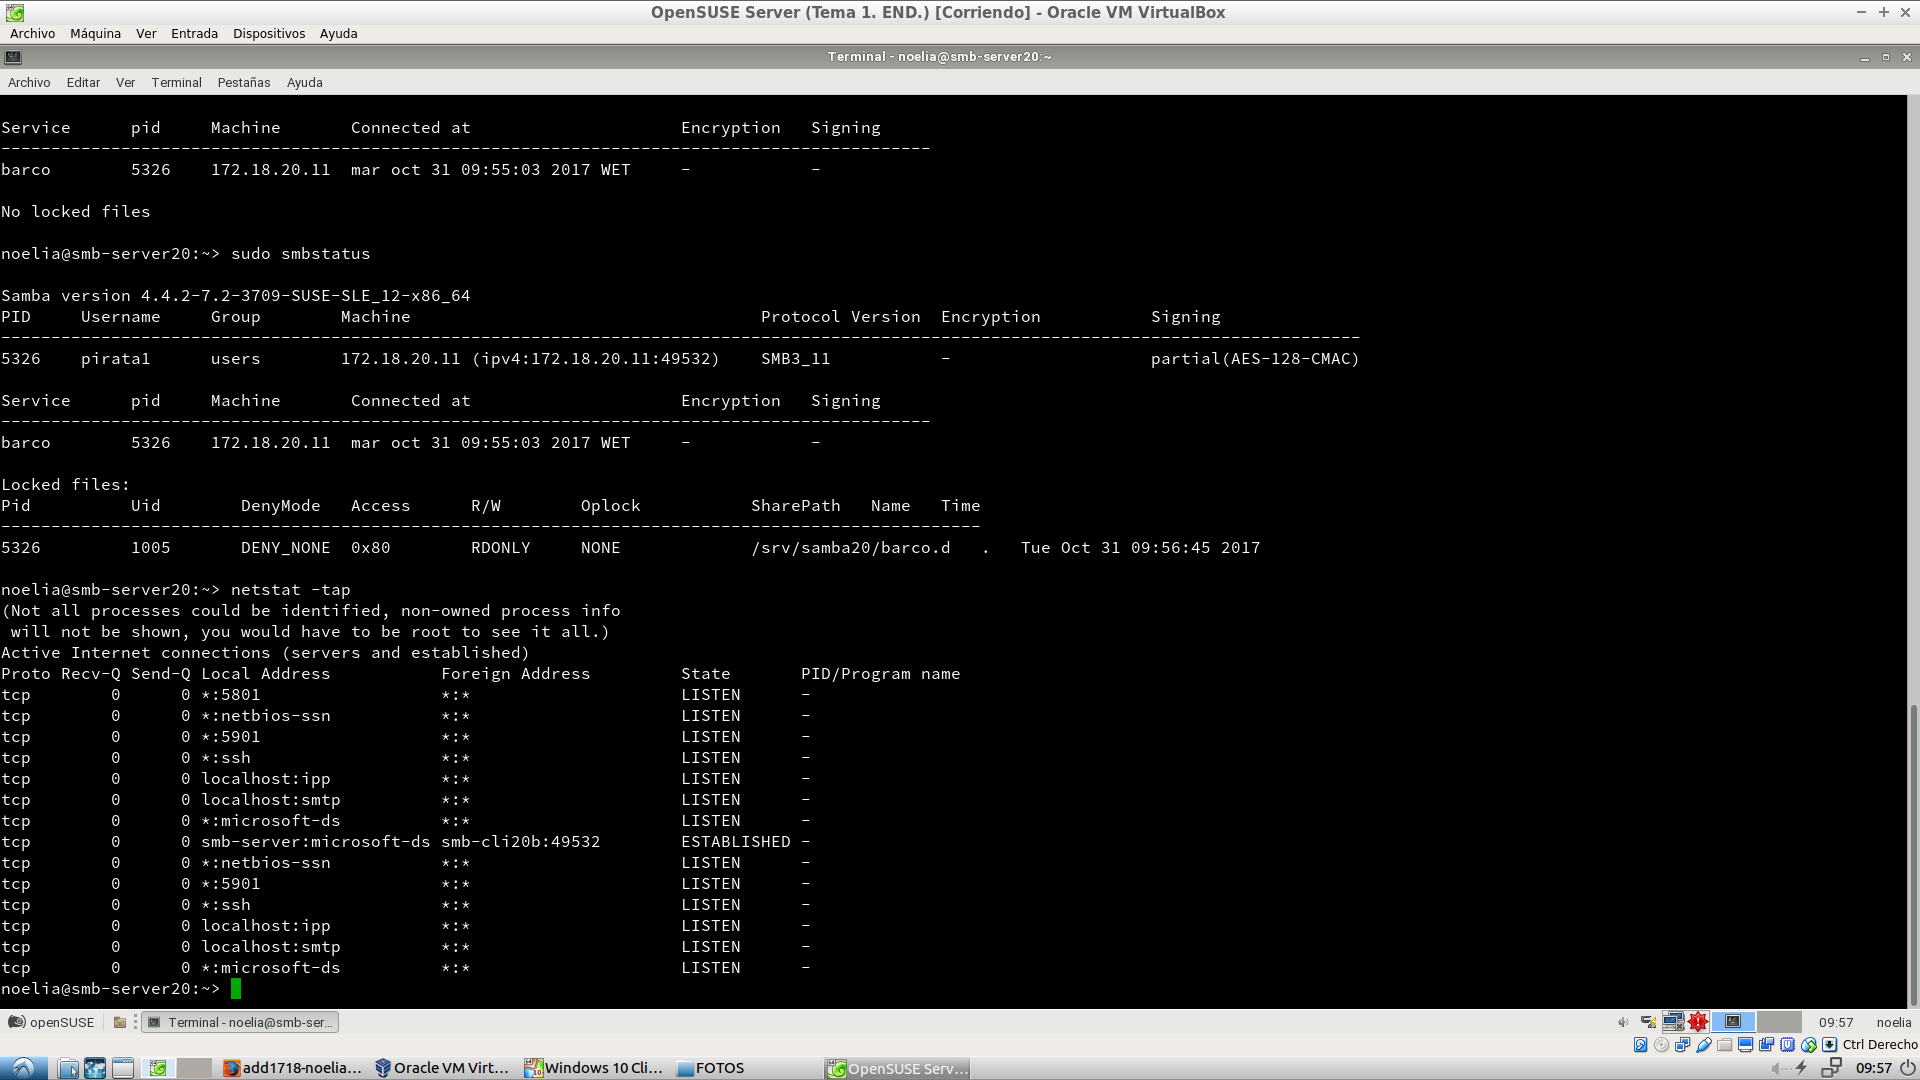 OpenSUSE Server (Tema 1. END.) [Corriendo] - Oracle VM VirtualBox
Archivo Máquina Ver Entrada Dispositivos Ayuda
Terminal - noelia@smb-server20:~
Archivo Editar Ver Terminal Pestañas Ayuda
Service pid Machine Connected at Encryption Signing
---------------------------------------------------------------------------------------------
barco 5326 172.18.20.11 mar oct 31 09:55:03 2017 WET - -
No locked files
noelia@smb-server20:~> sudo smbstatus
Samba version 4.4.2-7.2-3709-SUSE-SLE_12-x86_64
PID Username Group Machine Protocol Version Encryption Signing
----------------------------------------------------------------------------------------------------------------------------------------
5326 pirata1 users 172.18.20.11 (ipv4:172.18.20.11:49532) SMB3_11 - partial(AES-128-CMAC)
Service pid Machine Connected at Encryption Signing
---------------------------------------------------------------------------------------------
barco 5326 172.18.20.11 mar oct 31 09:55:03 2017 WET - -
Locked files:
Pid Uid DenyMode Access R/W Oplock SharePath Name Time
--------------------------------------------------------------------------------------------------
5326 1005 DENY_NONE 0x80 RDONLY NONE /srv/samba20/barco.d . Tue Oct 31 09:56:45 2017
noelia@smb-server20:~> netstat -tap
(Not all processes could be identified, non-owned process info
will not be shown, you would have to be root to see it all.)
Active Internet connections (servers and established)
Proto Recv-Q Send-Q Local Address Foreign Address State PID/Program name
tcp 0 0 *:5801 *:* LISTEN -
tcp 0 0 *:netbios-ssn *:* LISTEN -
tcp 0 0 *:5901 *:* LISTEN -
tcp 0 0 *:ssh *:* LISTEN -
tcp 0 0 localhost:ipp *:* LISTEN -
tcp 0 0 localhost:smtp *:* LISTEN -
tcp 0 0 *:microsoft-ds *:* LISTEN -
tcp 0 0 smb-server:microsoft-ds smb-cli20b:49532 ESTABLISHED -
tcp 0 0 *:netbios-ssn *:* LISTEN -
tcp 0 0 *:5901 *:* LISTEN -
tcp 0 0 *:ssh *:* LISTEN -
tcp 0 0 localhost:ipp *:* LISTEN -
tcp 0 0 localhost:smtp *:* LISTEN -
tcp 0 0 *:microsoft-ds *:* LISTEN -
noelia@smb-server20:~>
openSUSE Terminal - noelia@smb-ser... 09:57 noelia
Ctrl Derecho
add1718-noelia... Oracle VM Virt... Windows 10 Cli... FOTOS OpenSUSE Serv... 09:57